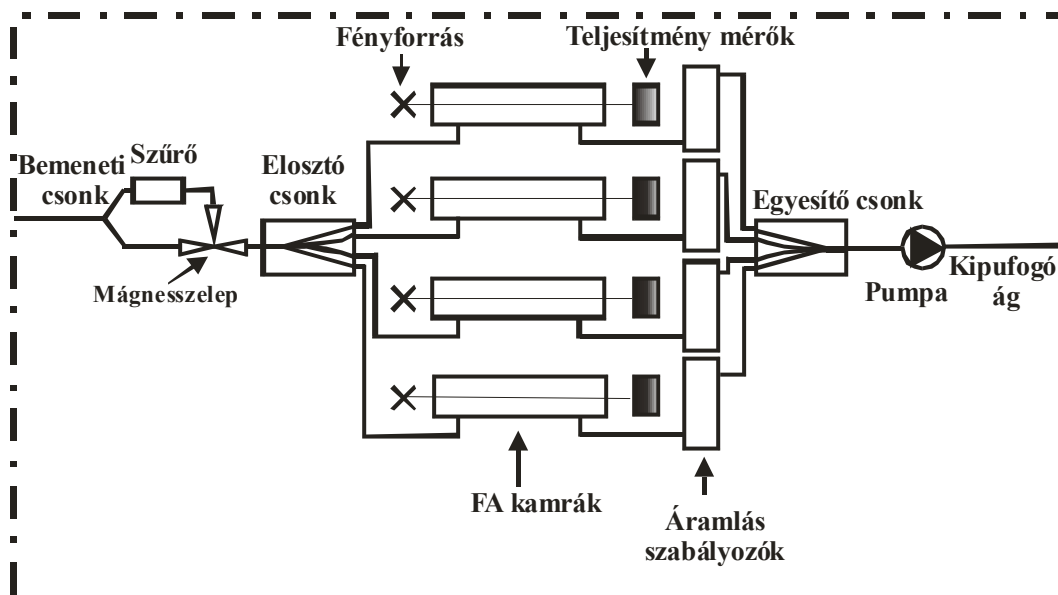 Fényforrás
Teljesítmény mérők
Bemeneti
csonk
Szűrő
Elosztó
csonk
Egyesítő csonk
Mágnesszelep
Pumpa
Kipufogó
ág
FA kamrák
Áramlás
szabályozók